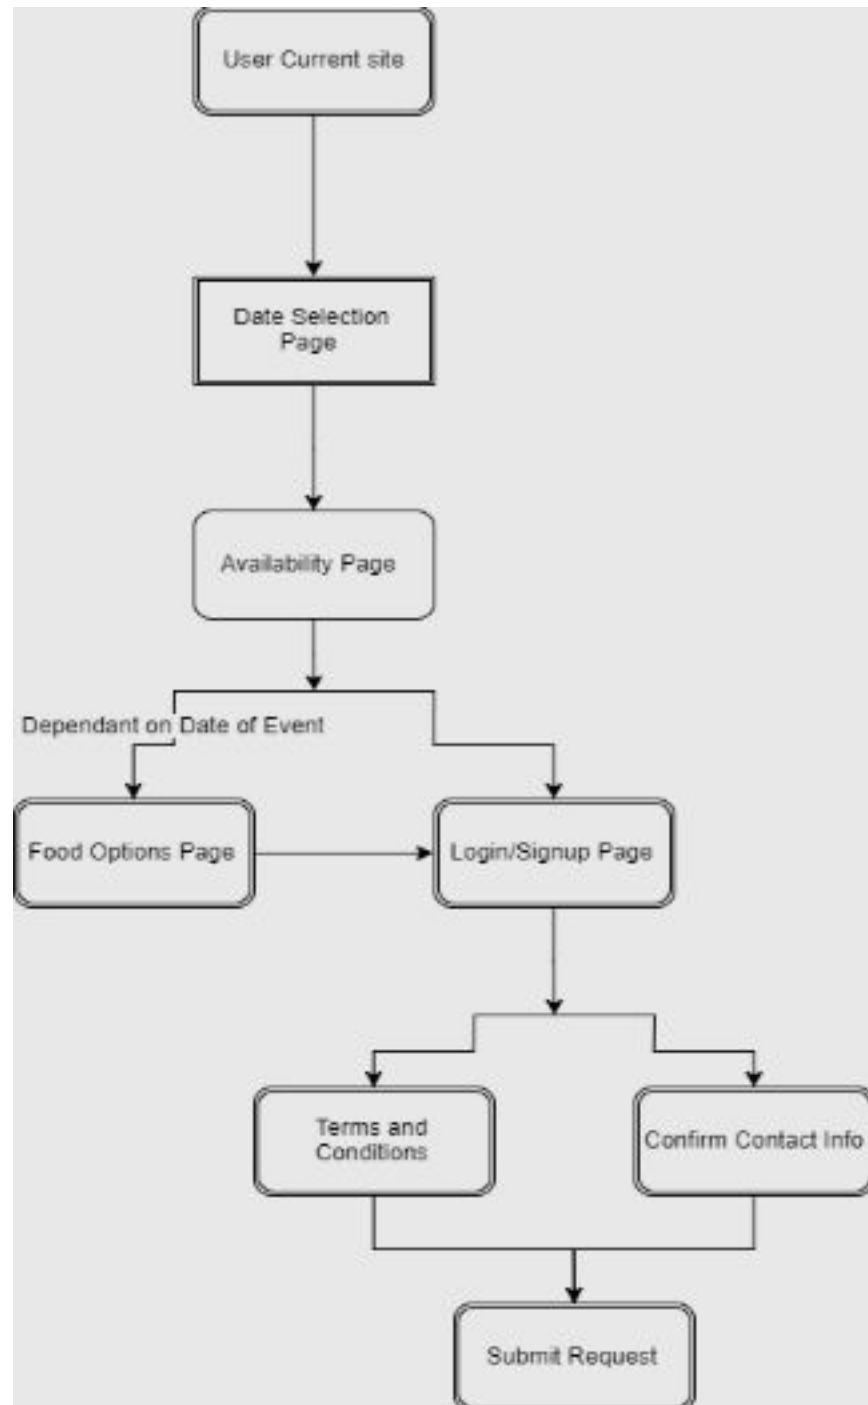 User Current site
Date Selection
Page
Availability Page
Dependant on Date of Event
Food Options Page
Login/Signup Page
Terms and
Conditions
Confirm Contact Info
Submit Request